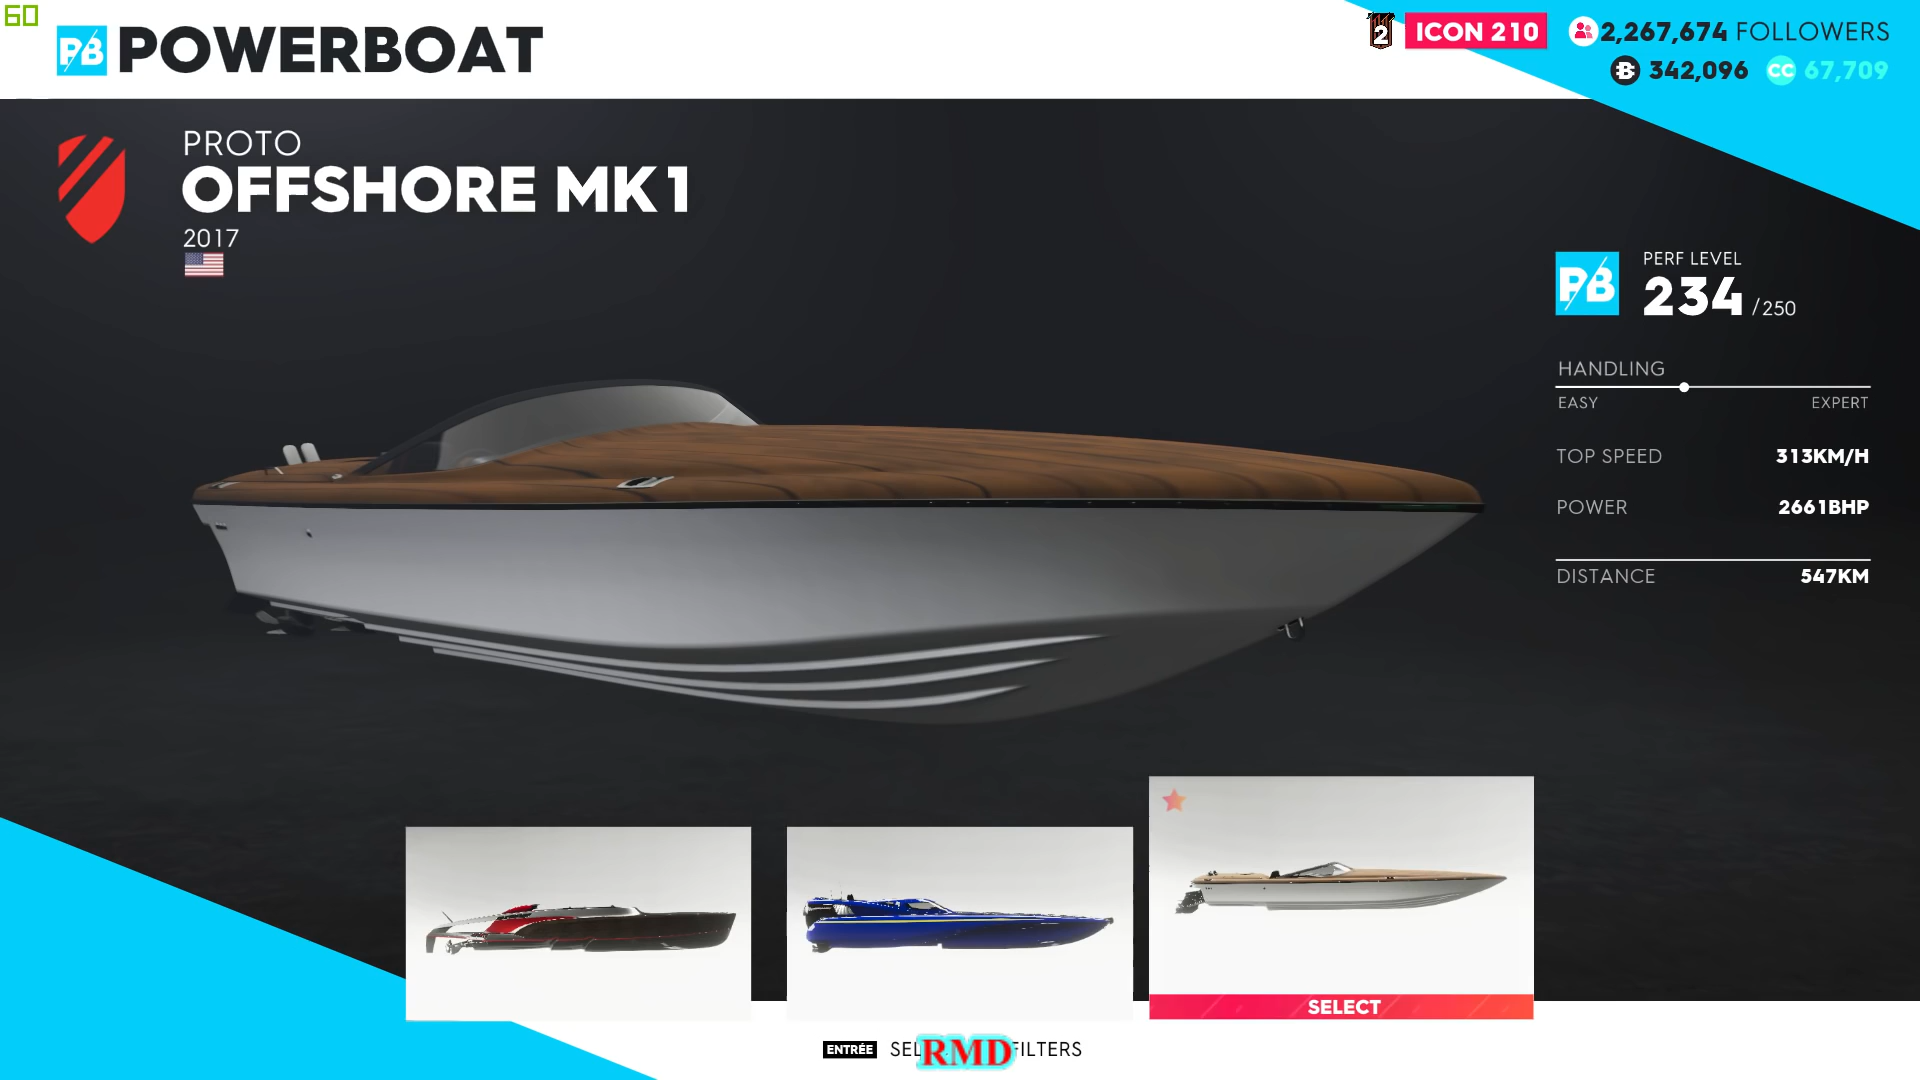 60
PB POWERBOAT
2 ICON 210
2,267,674 FOLLOWERS
342,096 CC 67,709
PROTO
OFFSHORE MK1
2017
PB
PERF LEVEL
234 /250
HANDLING
EASY EXPERT
TOP SPEED 313KM/H
POWER 2661BHP
DISTANCE 547KM
SELECT
ENTRÉE RMD FILTERS